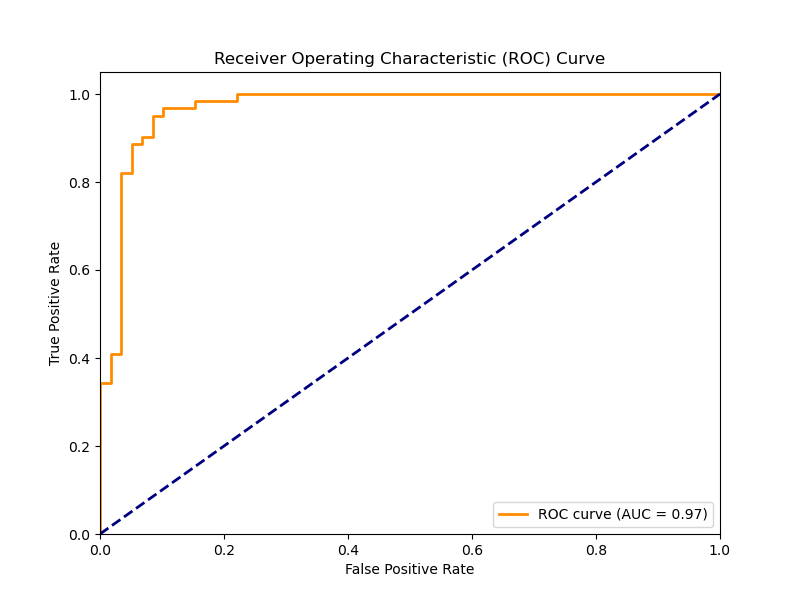 Receiver Operating Characteristic (ROC) Curve
True Positive Rate
1.0
0.8
0.6
0.4
0.2
0.0
0.0 0.2 0.4 0.6 0.8 1.0
False Positive Rate
ROC curve (AUC = 0.97)